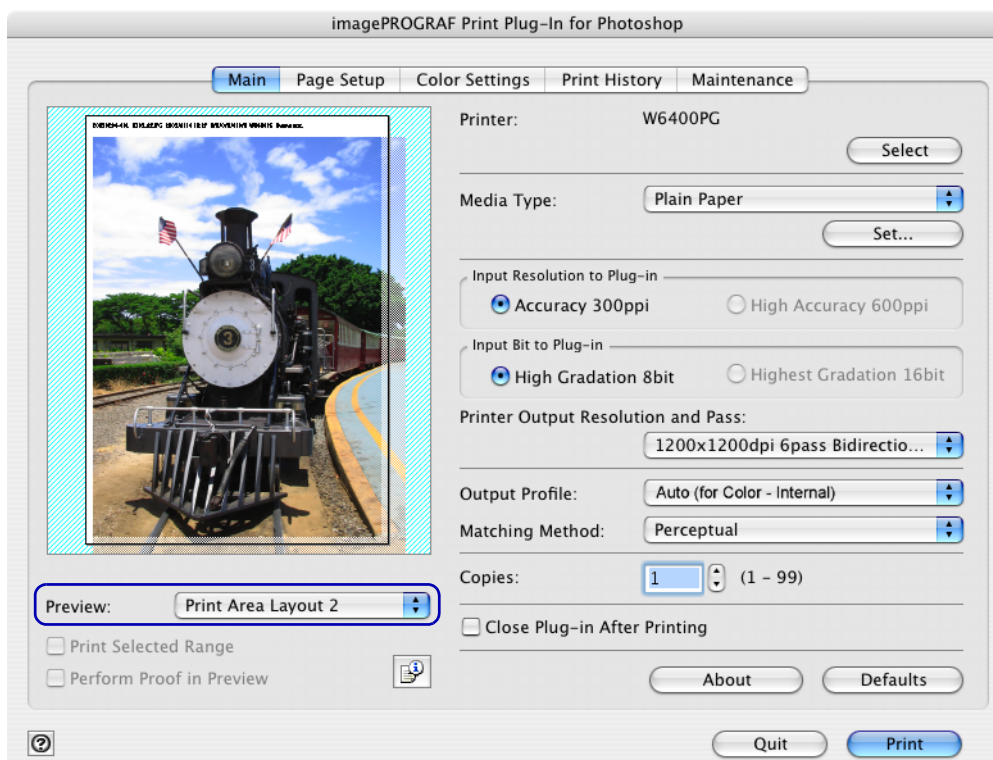 imagePROGRAF Print Plug-In for Photoshop
Main Page Setup Color Settings Print History Maintenance
Printer: W6400PG
Select
Media Type: Plain Paper
Set...
Input Resolution to Plug-in
Accuracy 300ppi High Accuracy 600ppi
Input Bit to Plug-in
High Gradation 8bit Highest Gradation 16bit
Printer Output Resolution and Pass:
1200x1200dpi 6pass Bidirectio...
Output Profile: Auto (for Color - Internal)
Matching Method: Perceptual
Copies: 1 (1 - 99)
Close Plug-in After Printing
About Defaults
3
Preview: Print Area Layout 2
Print Selected Range
Perform Proof in Preview
Quit Print